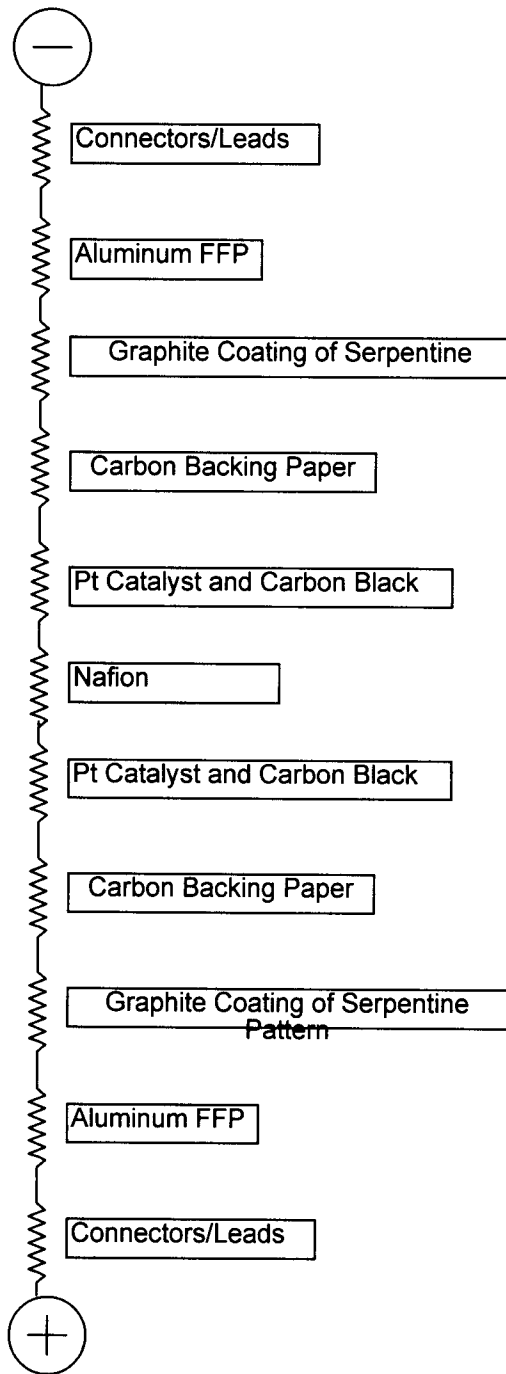 −
Connectors/Leads
Aluminum FFP
Graphite Coating of Serpentine
Carbon Backing Paper
Pt Catalyst and Carbon Black
Nafion
Pt Catalyst and Carbon Black
Carbon Backing Paper
Graphite Coating of Serpentine
Pattern
Aluminum FFP
Connectors/Leads
+